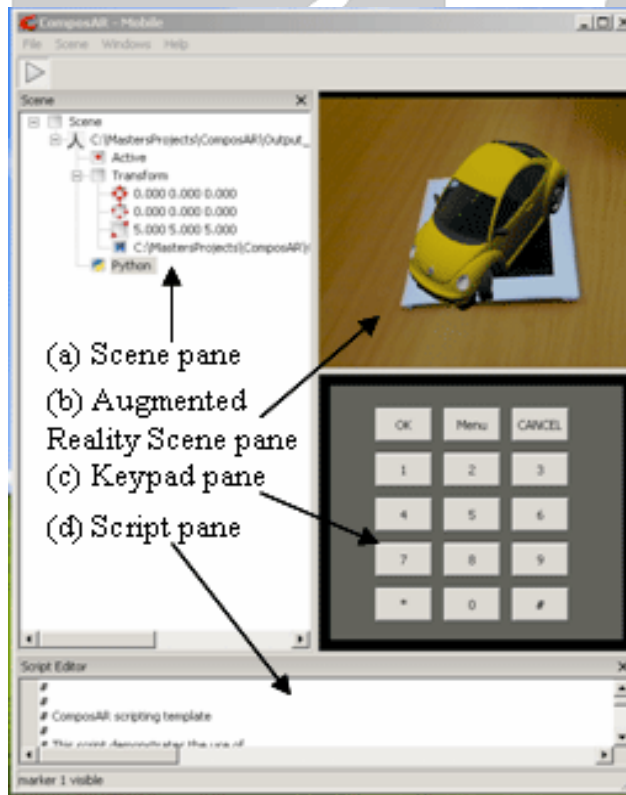 ComposAR - Mobile
File Scene Windows Help
Scene
Scene
C:\MastersProjects\ComposAR\Output_
Active
Transform
0.000 0.000 0.000
0.000 0.000 0.000
5.000 5.000 5.000
C:\MastersProjects\ComposAR\
Python
(a) Scene pane
(b) Augmented
Reality Scene pane
(c) Keypad pane
(d) Script pane
OK Menu CANCEL
1 2 3
4 5 6
7 8 9
* 0 #
Script Editor
#
#
# ComposAR scripting template
#
# This script demonstrates the use of
marker 1 visible